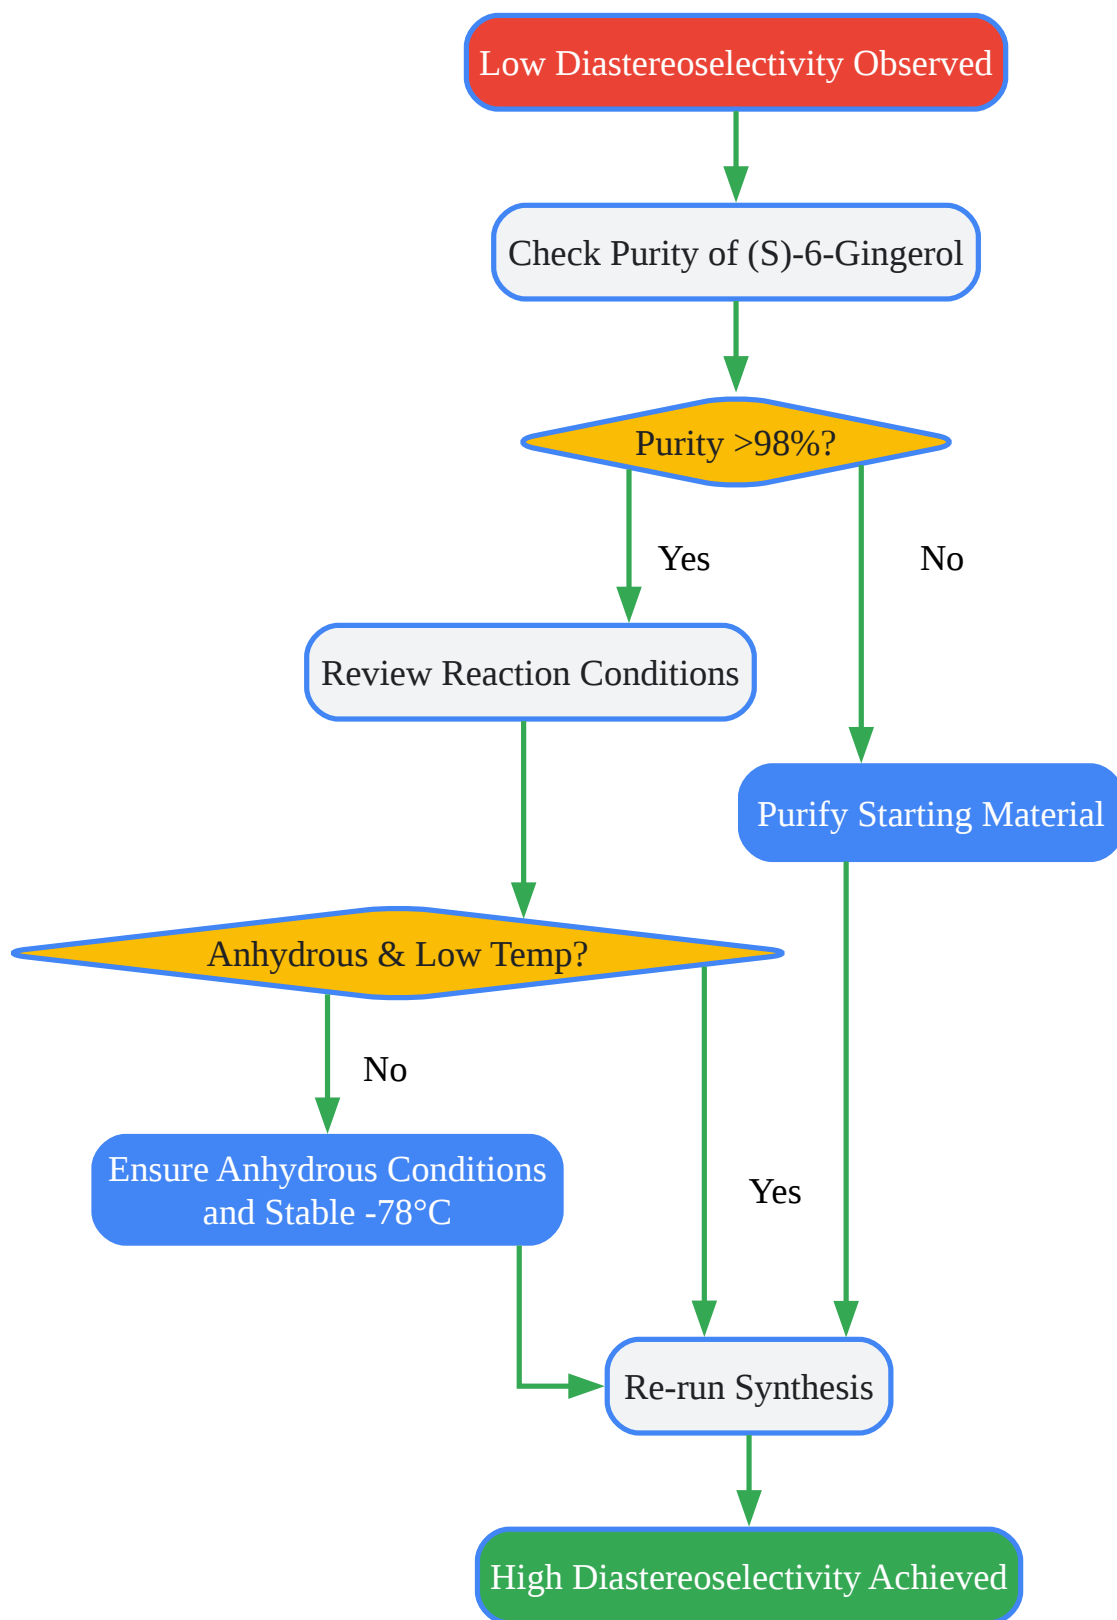 Low Diastereoselectivity Observed
Check Purity of (S)-6-Gingerol
Purity >98%?
Yes
No
Review Reaction Conditions
Purify Starting Material
Anhydrous & Low Temp?
No
Ensure Anhydrous Conditions
and Stable -78°C
Yes
Re-run Synthesis
High Diastereoselectivity Achieved